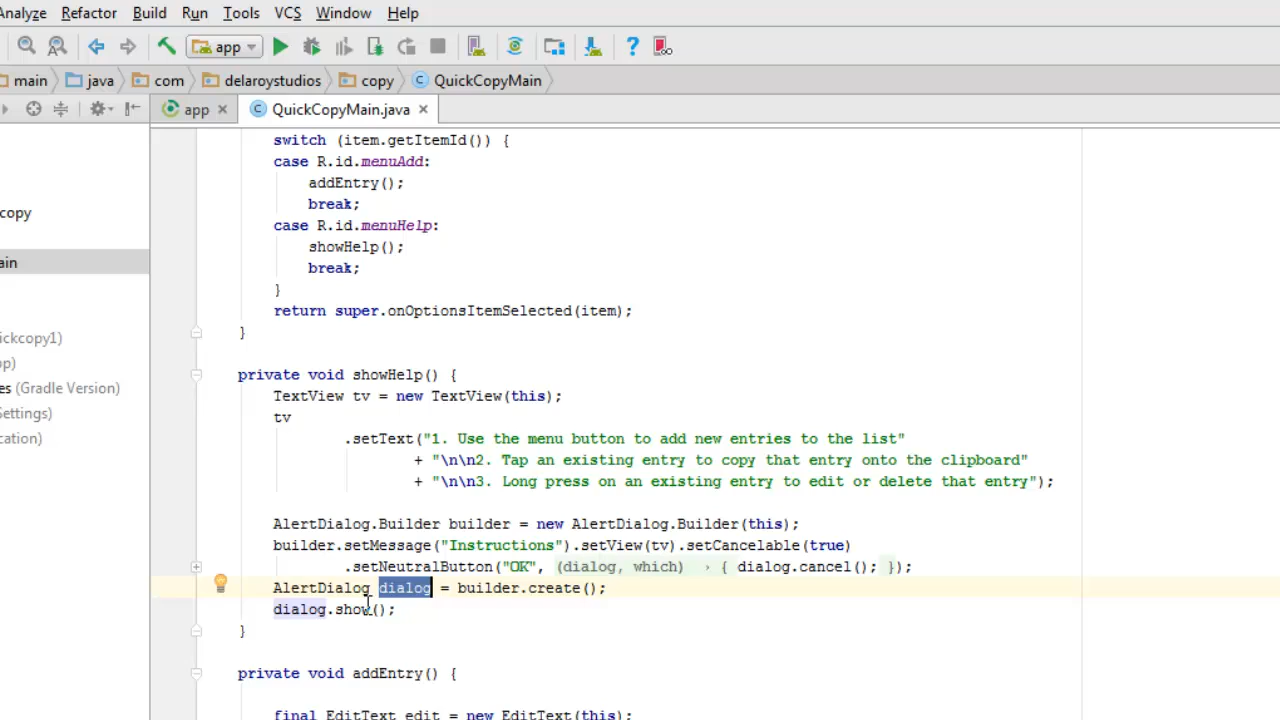 Analyze Refactor Build Run Tools VCS Window Help
app
main java com delaroystudios copy QuickCopyMain
app QuickCopyMain.java
switch (item.getItemId()) {
case R.id.menuAdd:
addEntry();
break;
case R.id.menuHelp:
showHelp();
break;
}
return super.onOptionsItemSelected(item);
}
private void showHelp() {
TextView tv = new TextView(this);
tv
.setText("1. Use the menu button to add new entries to the list"
+ "\n\n2. Tap an existing entry to copy that entry onto the clipboard"
+ "\n\n3. Long press on an existing entry to edit or delete that entry");
AlertDialog.Builder builder = new AlertDialog.Builder(this);
builder.setMessage("Instructions").setView(tv).setCancelable(true)
.setNeutralButton("OK", (dialog, which) → { dialog.cancel(); });
AlertDialog dialog = builder.create();
dialog.show();
}
private void addEntry() {
final EditText edit = new EditText(this);
copy
ain
ickcopy1)
pp)
es (Gradle Version)
Settings)
cation)